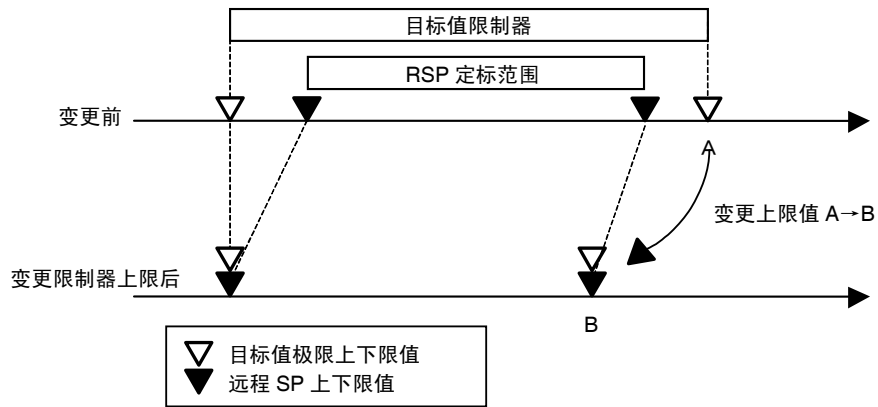 目标值限制器
RSP 定标范围
变更前
A
变更上限值 A→B
变更限制器上限后
B
目标值极限上下限值
远程 SP 上下限值